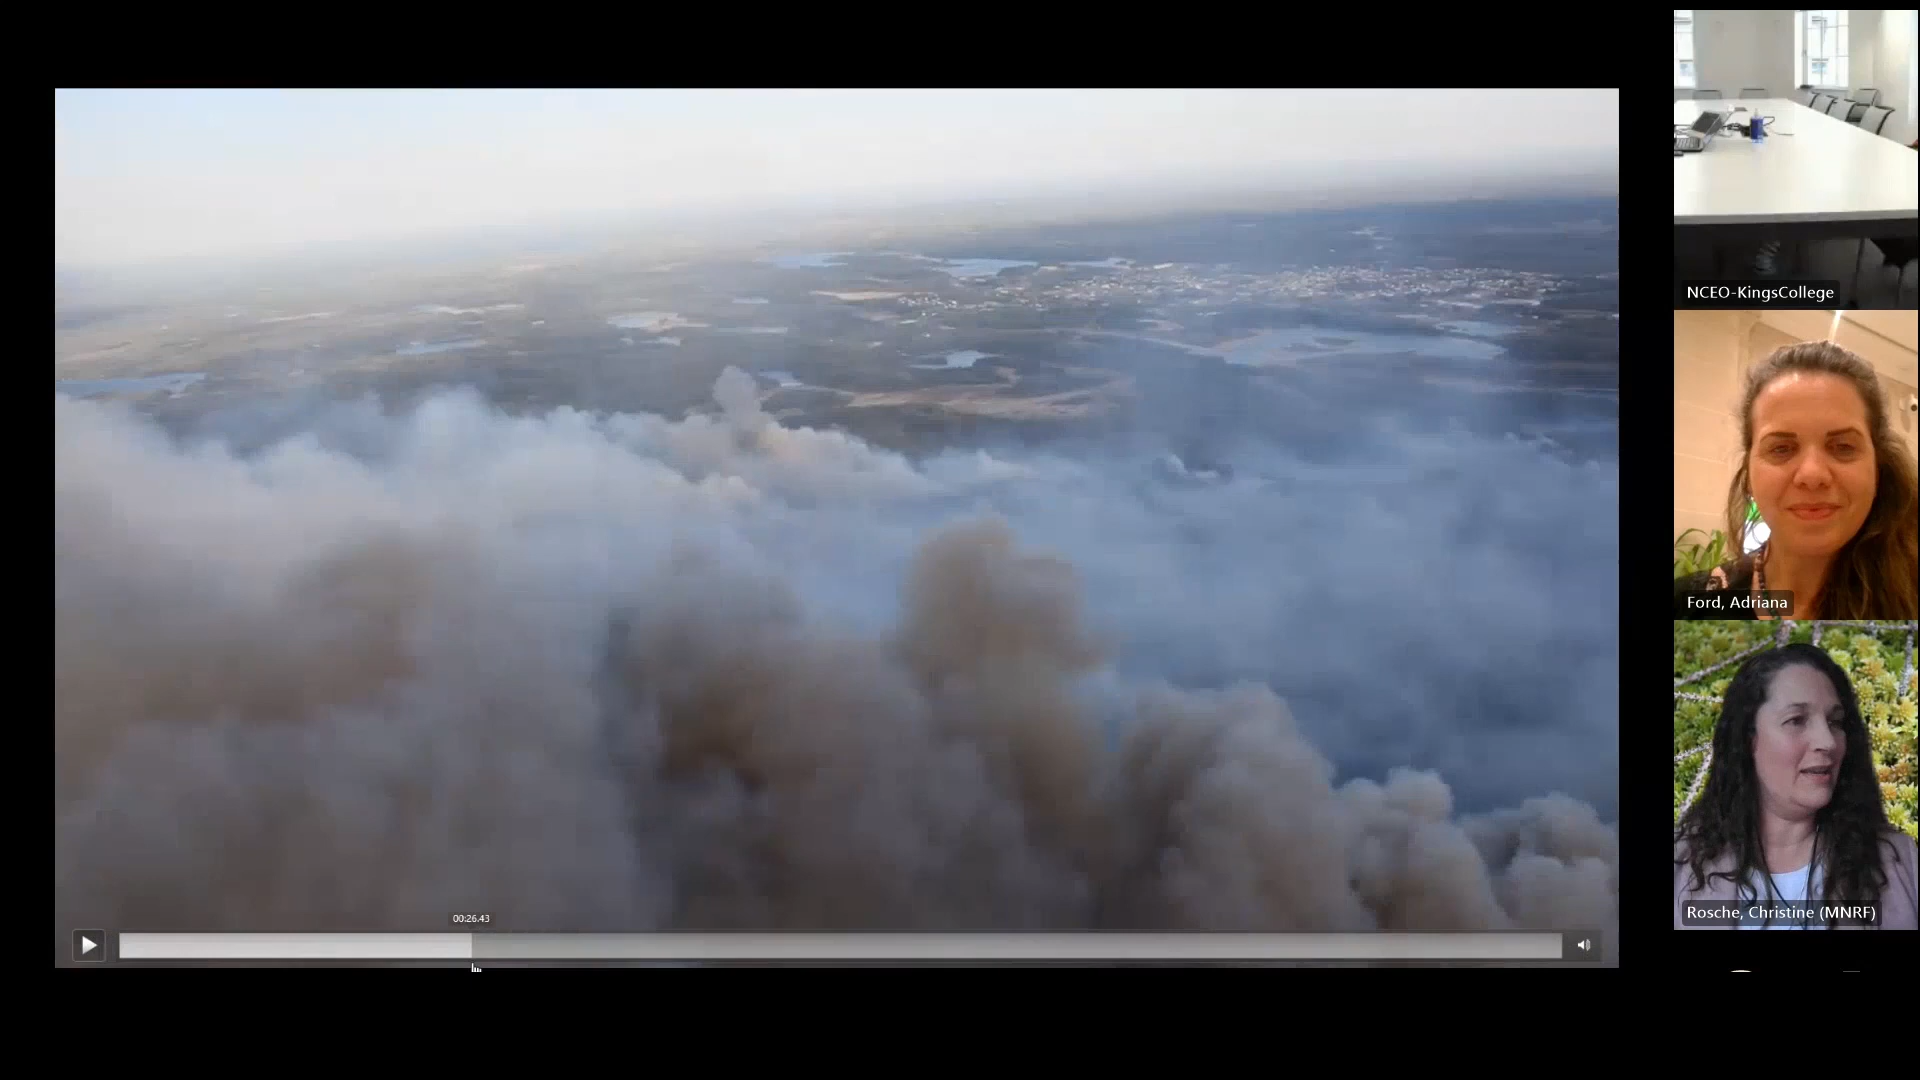 NCEO-KingsCollege
Ford, Adriana
Rosche, Christine (MNRF)
00:26.43